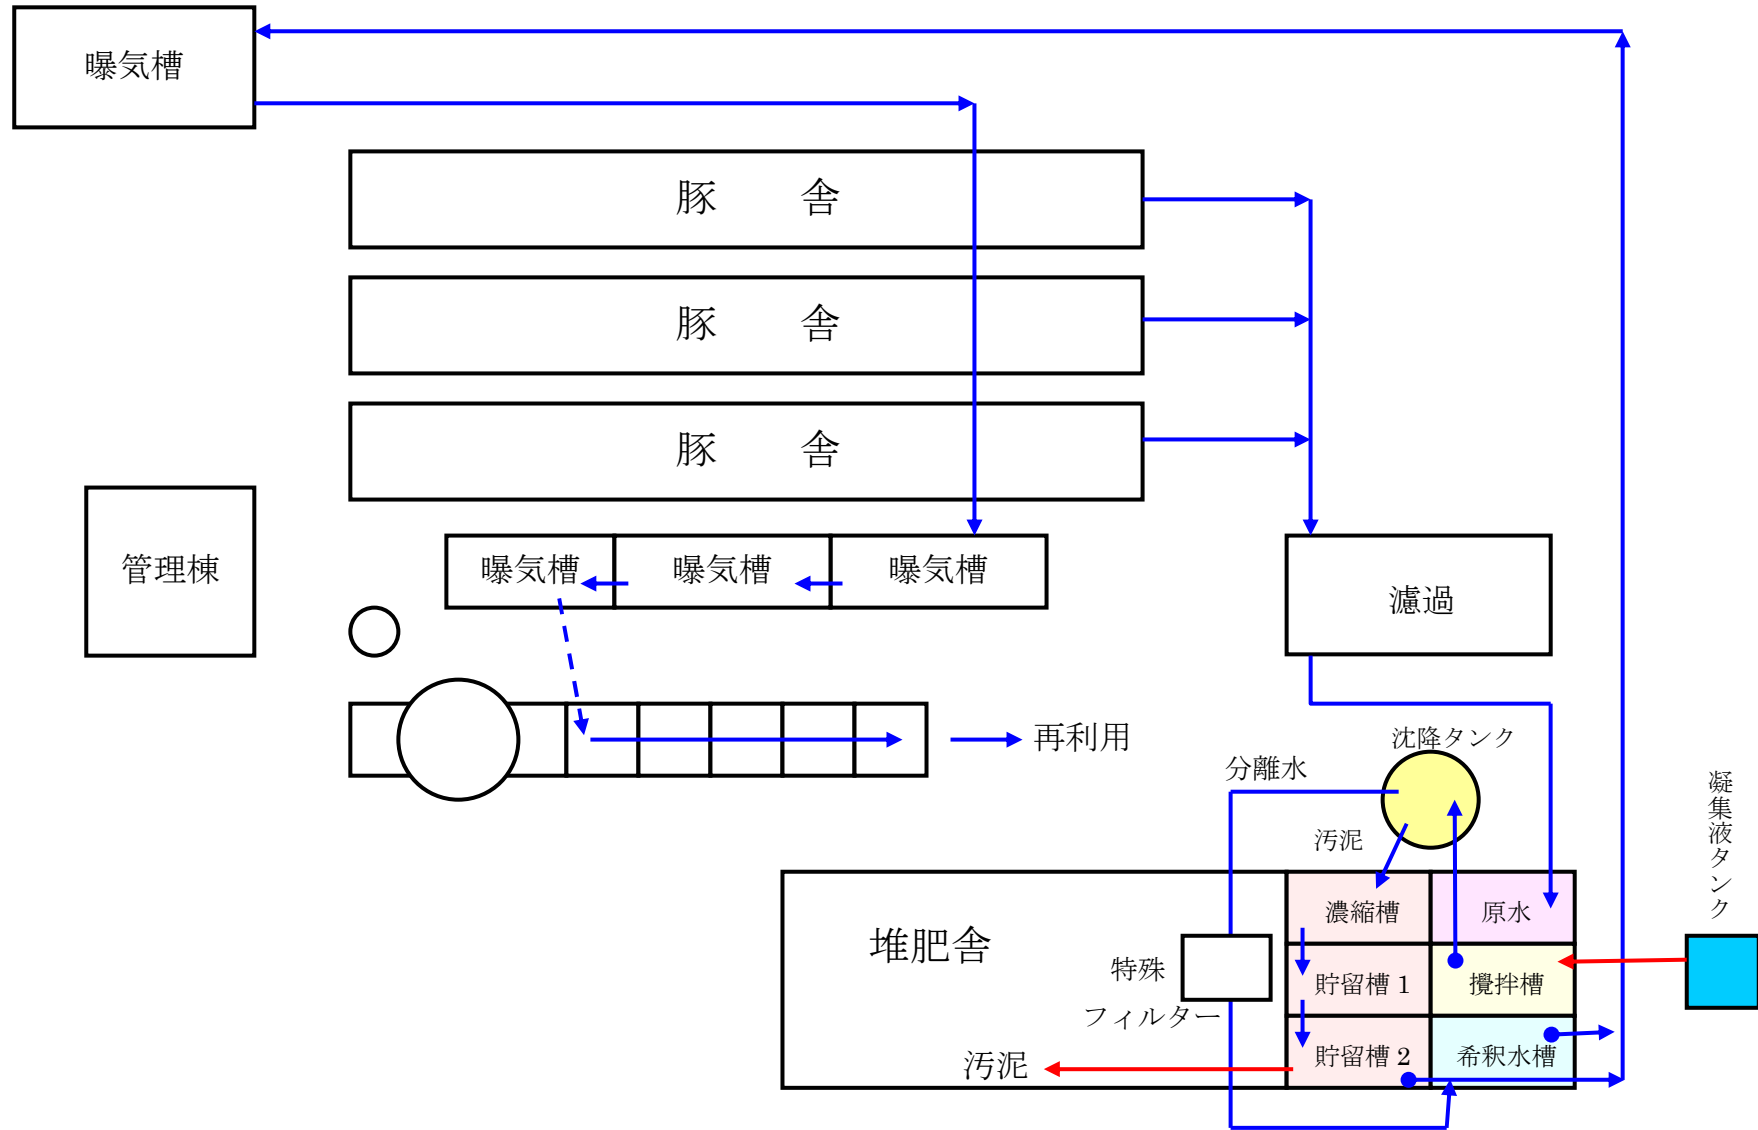 曝気槽
豚　　舎
豚　　舎
豚　　舎
管理棟
曝気槽
曝気槽
曝気槽
濾過
再利用
沈降タンク
分離水
凝集液タンク
汚泥
堆肥舎
濃縮槽
原水
特殊
フィルター
貯留槽 1
攪拌槽
貯留槽 2
希釈水槽
汚泥